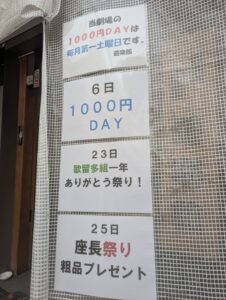 当劇場の
1000円DAYは
毎月第一土曜日です。
6日
1000円
DAY
23日
歌留多組一年
ありがとう祭り！
25日
座長祭り
粗品プレゼント